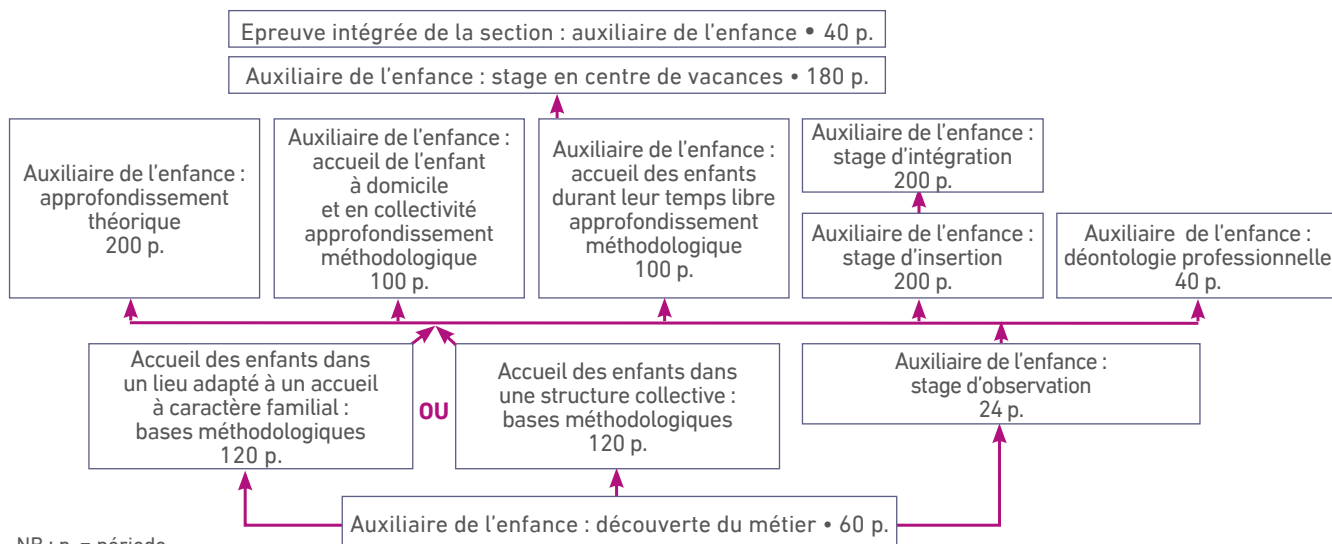 Epreuve intégrée de la section : auxiliaire de l'enfance • 40 p.
Auxiliaire de l'enfance : stage en centre de vacances • 180 p.
Auxiliaire de l'enfance :
approfondissement
théorique
200 p.
Auxiliaire de l'enfance :
accueil de l'enfant
à domicile
et en collectivité
approfondissement
méthodologique
100 p.
Auxiliaire de l'enfance :
accueil des enfants
durant leur temps libre
approfondissement
méthodologique
100 p.
Auxiliaire de l'enfance :
stage d'intégration
200 p.
Auxiliaire de l'enfance :
stage d'insertion
200 p.
Auxiliaire de l'enfance :
déontologie professionnelle
40 p.
Accueil des enfants dans
un lieu adapté à un accueil
à caractère familial :
bases méthodologiques
120 p.
OU
Accueil des enfants dans
une structure collective :
bases méthodologiques
120 p.
Auxiliaire de l'enfance :
stage d'observation
24 p.
Auxiliaire de l'enfance : découverte du métier • 60 p.
NB : p. = période